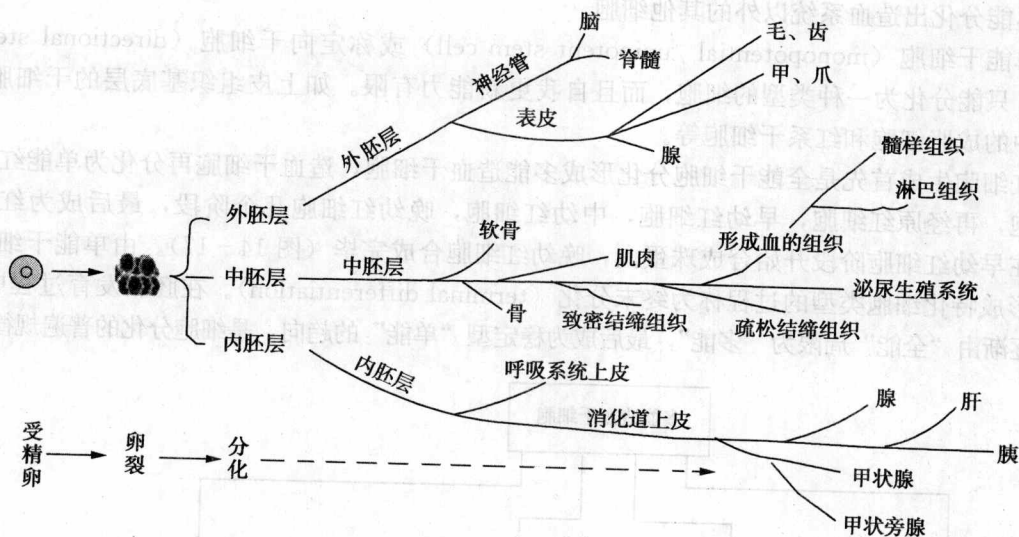 脑
神经管
脊髓
毛、齿
甲、爪
表皮
外胚层
腺
髓样组织
淋巴组织
形成血的组织
外胚层
软骨
中胚层
中胚层
肌肉
泌尿生殖系统
骨
致密结缔组织
疏松结缔组织
内胚层
内胚层
呼吸系统上皮
消化道上皮
腺
肝
胰
甲状腺
甲状旁腺
受精卵
卵裂
分化